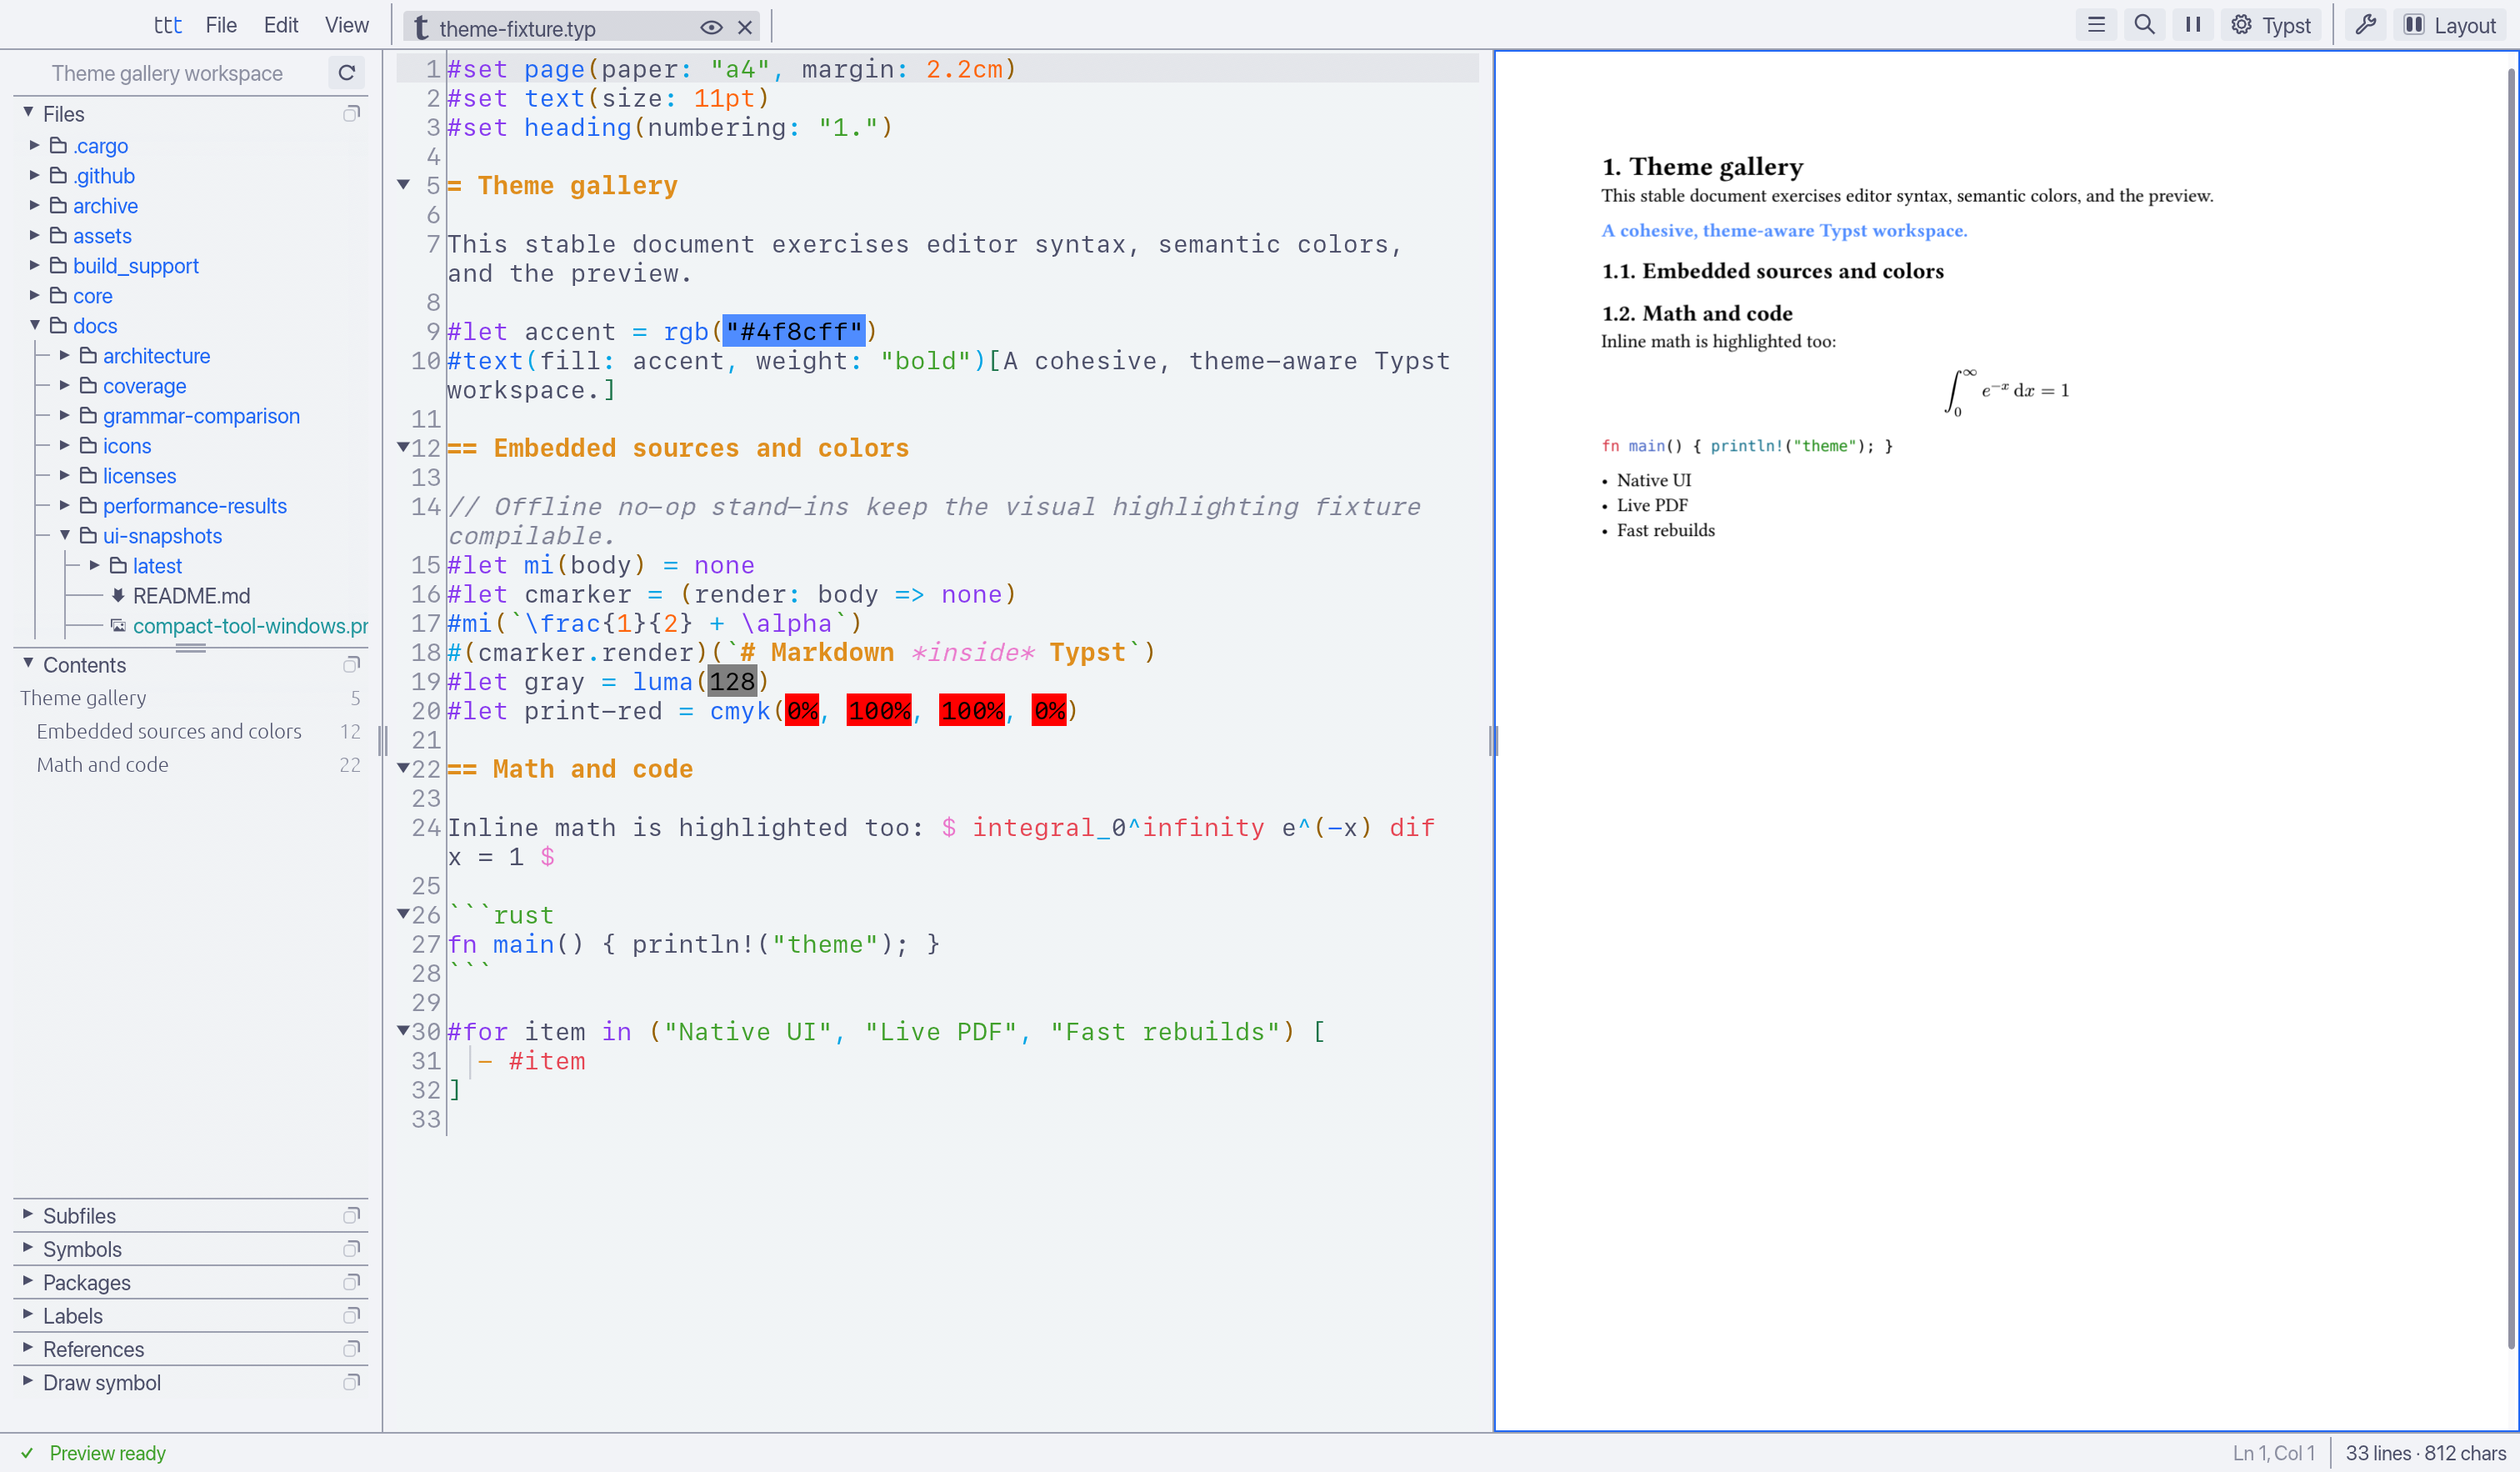 ttt File Edit View
theme-fixture.typ
Typst
Layout
Theme gallery workspace
Files
.cargo
.github
archive
assets
build_support
core
docs
architecture
coverage
grammar-comparison
icons
licenses
performance-results
ui-snapshots
latest
README.md
compact-tool-windows.pr
Contents
Theme gallery 5
Embedded sources and colors 12
Math and code 22
Subfiles
Symbols
Packages
Labels
References
Draw symbol
1 #set page(paper: "a4", margin: 2.2cm)
2 #set text(size: 11pt)
3 #set heading(numbering: "1.")
4
5 = Theme gallery
6
7 This stable document exercises editor syntax, semantic colors,
and the preview.
8
9 #let accent = rgb("#4f8cff")
10 #text(fill: accent, weight: "bold")[A cohesive, theme-aware Typst
workspace.]
11
12 == Embedded sources and colors
13
14 // Offline no-op stand-ins keep the visual highlighting fixture
compilable.
15 #let mi(body) = none
16 #let cmarker = (render: body => none)
17 #mi(`\frac{1}{2} + \alpha`)
18 #(cmarker.render)(`# Markdown *inside* Typst`)
19 #let gray = luma(128)
20 #let print-red = cmyk(0%, 100%, 100%, 0%)
21
22 == Math and code
23
24 Inline math is highlighted too: $ integral_0^infinity e^(-x) dif
x = 1 $
25
26 ```rust
27 fn main() { println!("theme"); }
28 ```
29
30 #for item in ("Native UI", "Live PDF", "Fast rebuilds") [
31 - #item
32 ]
33
1. Theme gallery
This stable document exercises editor syntax, semantic colors, and the preview.
A cohesive, theme-aware Typst workspace.
1.1. Embedded sources and colors
1.2. Math and code
Inline math is highlighted too:
∫₀^∞ e⁻ˣ dx = 1
fn main() { println!("theme"); }
• Native UI
• Live PDF
• Fast rebuilds
Preview ready
Ln 1, Col 1
33 lines · 812 chars